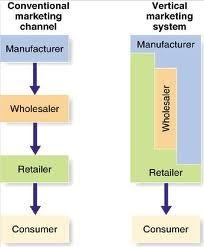 Conventional
marketing
channel
Manufacturer
Wholesaler
Retailer
Consumer
Vertical
marketing
system
Manufacturer
Wholesaler
Retailer
Consumer